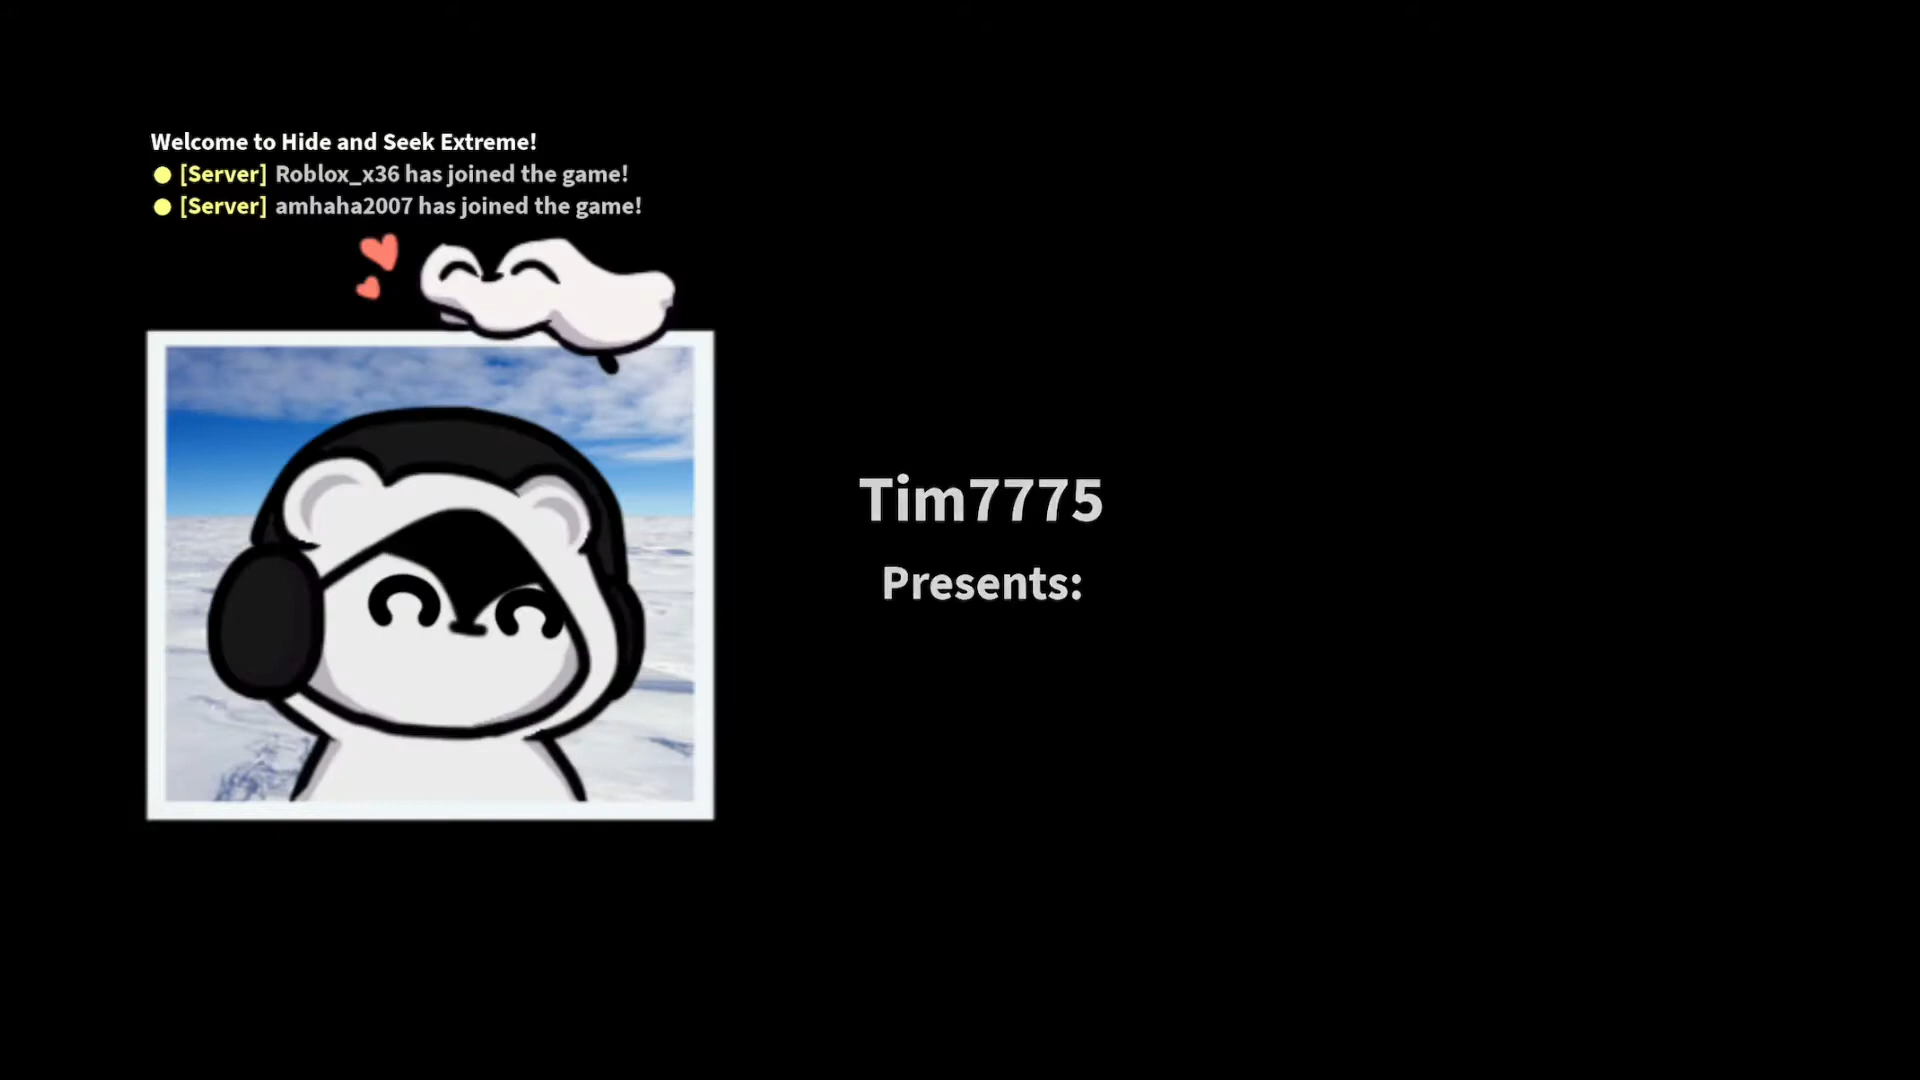 Welcome to Hide and Seek Extreme!
[Server] Roblox_x36 has joined the game!
[Server] amhaha2007 has joined the game!
Tim7775
Presents: